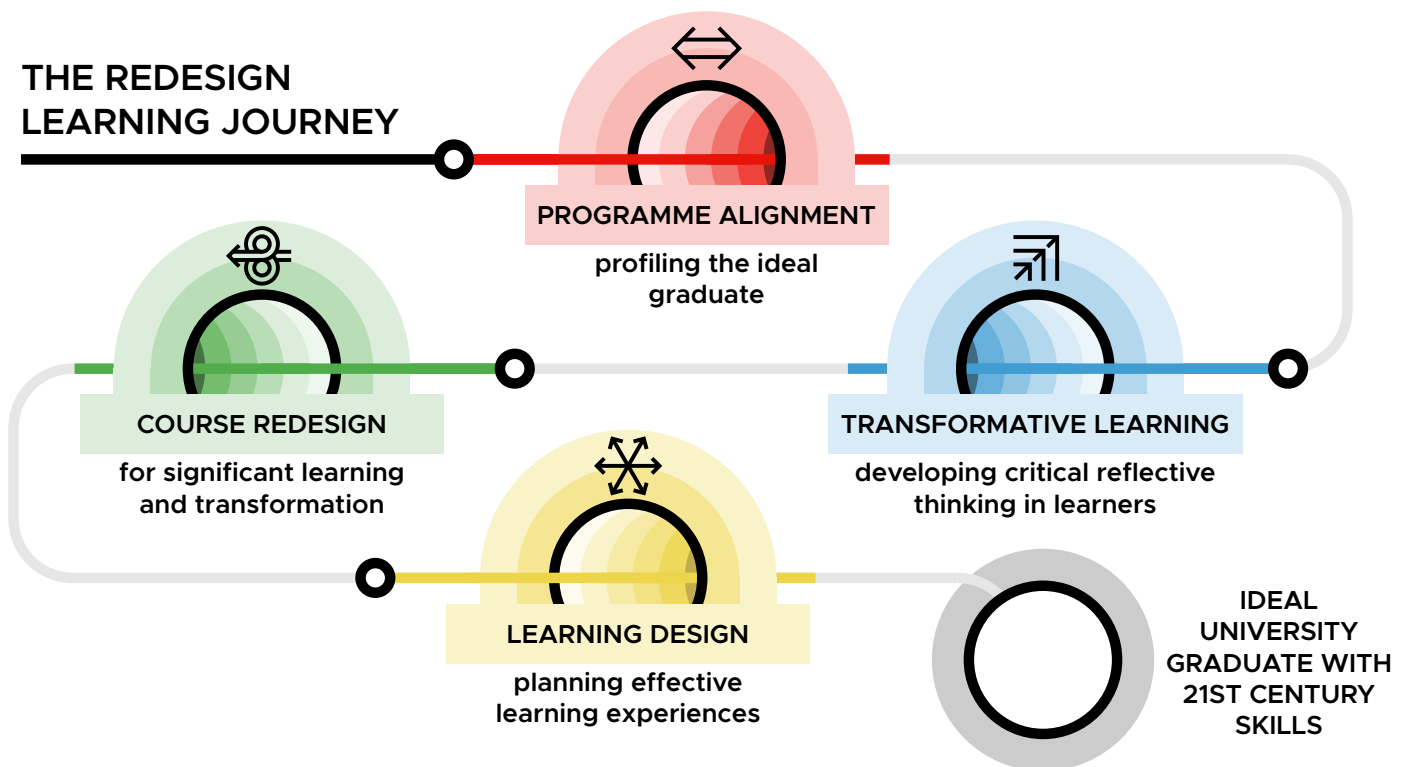 THE REDESIGN
LEARNING JOURNEY
PROGRAMME ALIGNMENT
profiling the ideal
graduate
TRANSFORMATIVE LEARNING
developing critical reflective
thinking in learners
COURSE REDESIGN
for significant learning
and transformation
LEARNING DESIGN
planning effective
learning experiences
IDEAL
UNIVERSITY
GRADUATE WITH
21ST CENTURY
SKILLS